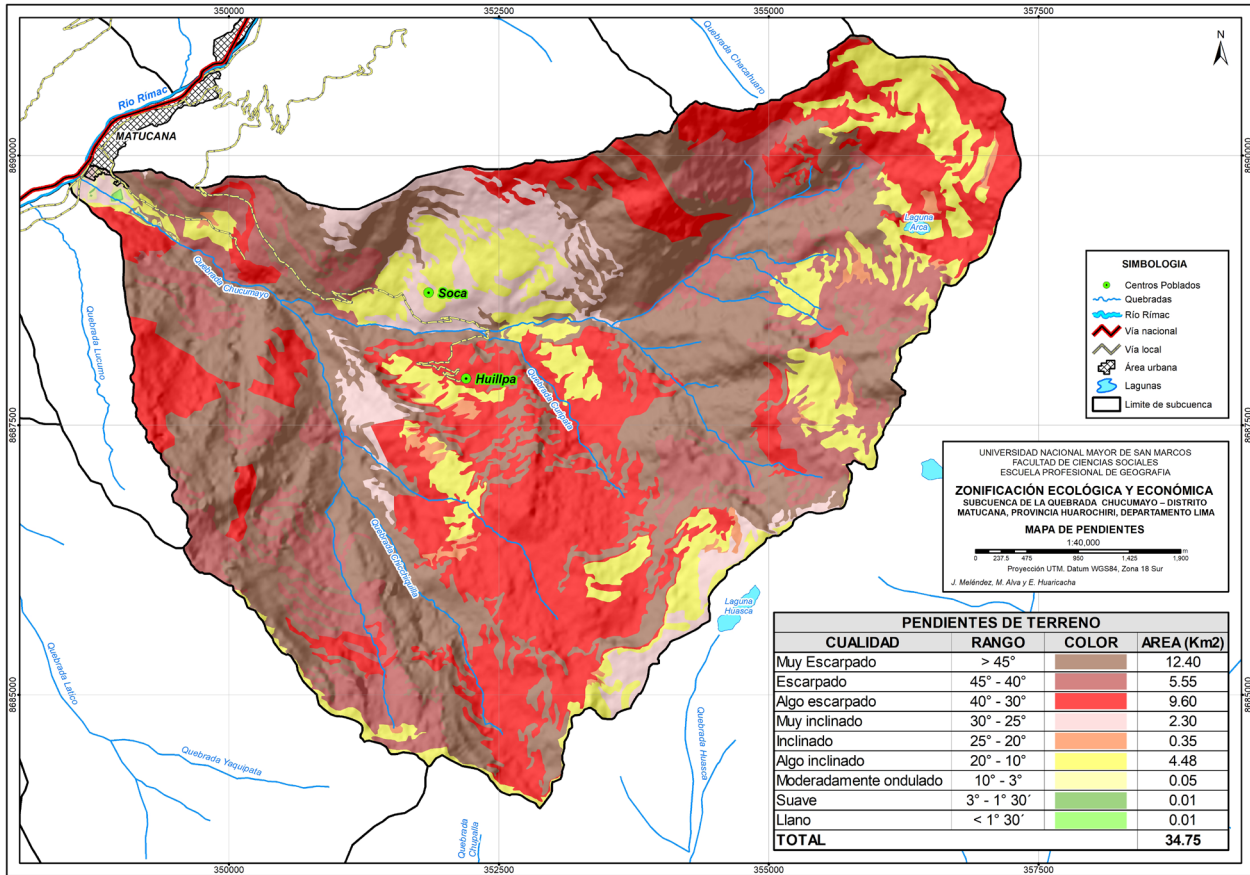 350000
352500
355000
357500
8690000
8687500
8685000
8690000
8687500
8685000
350000
352500
355000
357500
N
Río Rímac
MATUCANA
Quebrada Chacahuaro
Laguna
Arca
Soca
Quebrada Chucumayo
Quebrada Lucumo
Huillpa
Quebrada Curipata
Quebrada Chicchiquilla
Laguna
Huasca
Quebrada Latico
Quebrada Yaquipata
Quebrada
Chupalla
Quebrada Huasca
SIMBOLOGIA
Centros Poblados
Quebradas
Río Rímac
Vía nacional
Vía local
Área urbana
Lagunas
Limite de subcuenca
UNIVERSIDAD NACIONAL MAYOR DE SAN MARCOS
FACULTAD DE CIENCIAS SOCIALES
ESCUELA PROFESIONAL DE GEOGRAFIA
ZONIFICACIÓN ECOLÓGICA Y ECONÓMICA
SUBCUENCA DE LA QUEBRADA CHUCUMAYO – DISTRITO
MATUCANA, PROVINCIA HUAROCHIRI, DEPARTAMENTO LIMA
MAPA DE PENDIENTES
1:40,000
0 237.5 475 950 1,425 1,900 m
Proyección UTM. Datum WGS84, Zona 18 Sur
J. Meléndez, M. Alva y E. Huaricacha
PENDIENTES DE TERRENO
CUALIDAD RANGO COLOR AREA (Km2)
Muy Escarpado > 45° 12.40
Escarpado 45° - 40° 5.55
Algo escarpado 40° - 30° 9.60
Muy inclinado 30° - 25° 2.30
Inclinado 25° - 20° 0.35
Algo inclinado 20° - 10° 4.48
Moderadamente ondulado 10° - 3° 0.05
Suave 3° - 1° 30´ 0.01
Llano < 1° 30´ 0.01
TOTAL 34.75